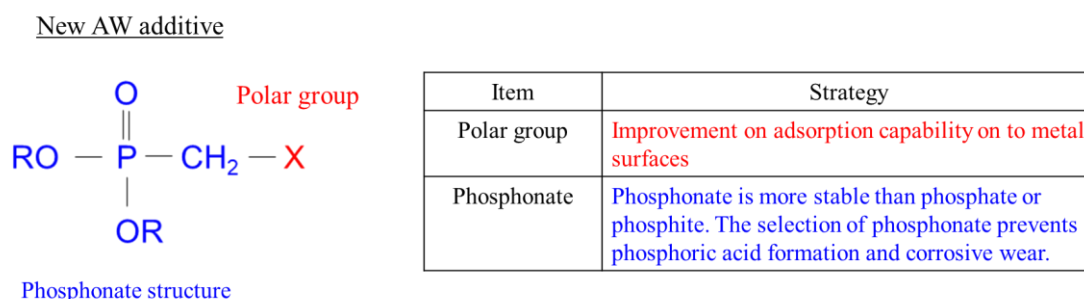 New AW additive
O
Polar group
RO — P — CH₂ — X
OR
Phosphonate structure
Item Strategy
Polar group Improvement on adsorption capability on to metal
surfaces
Phosphonate Phosphonate is more stable than phosphate or
phosphite. The selection of phosphonate prevents
phosphoric acid formation and corrosive wear.